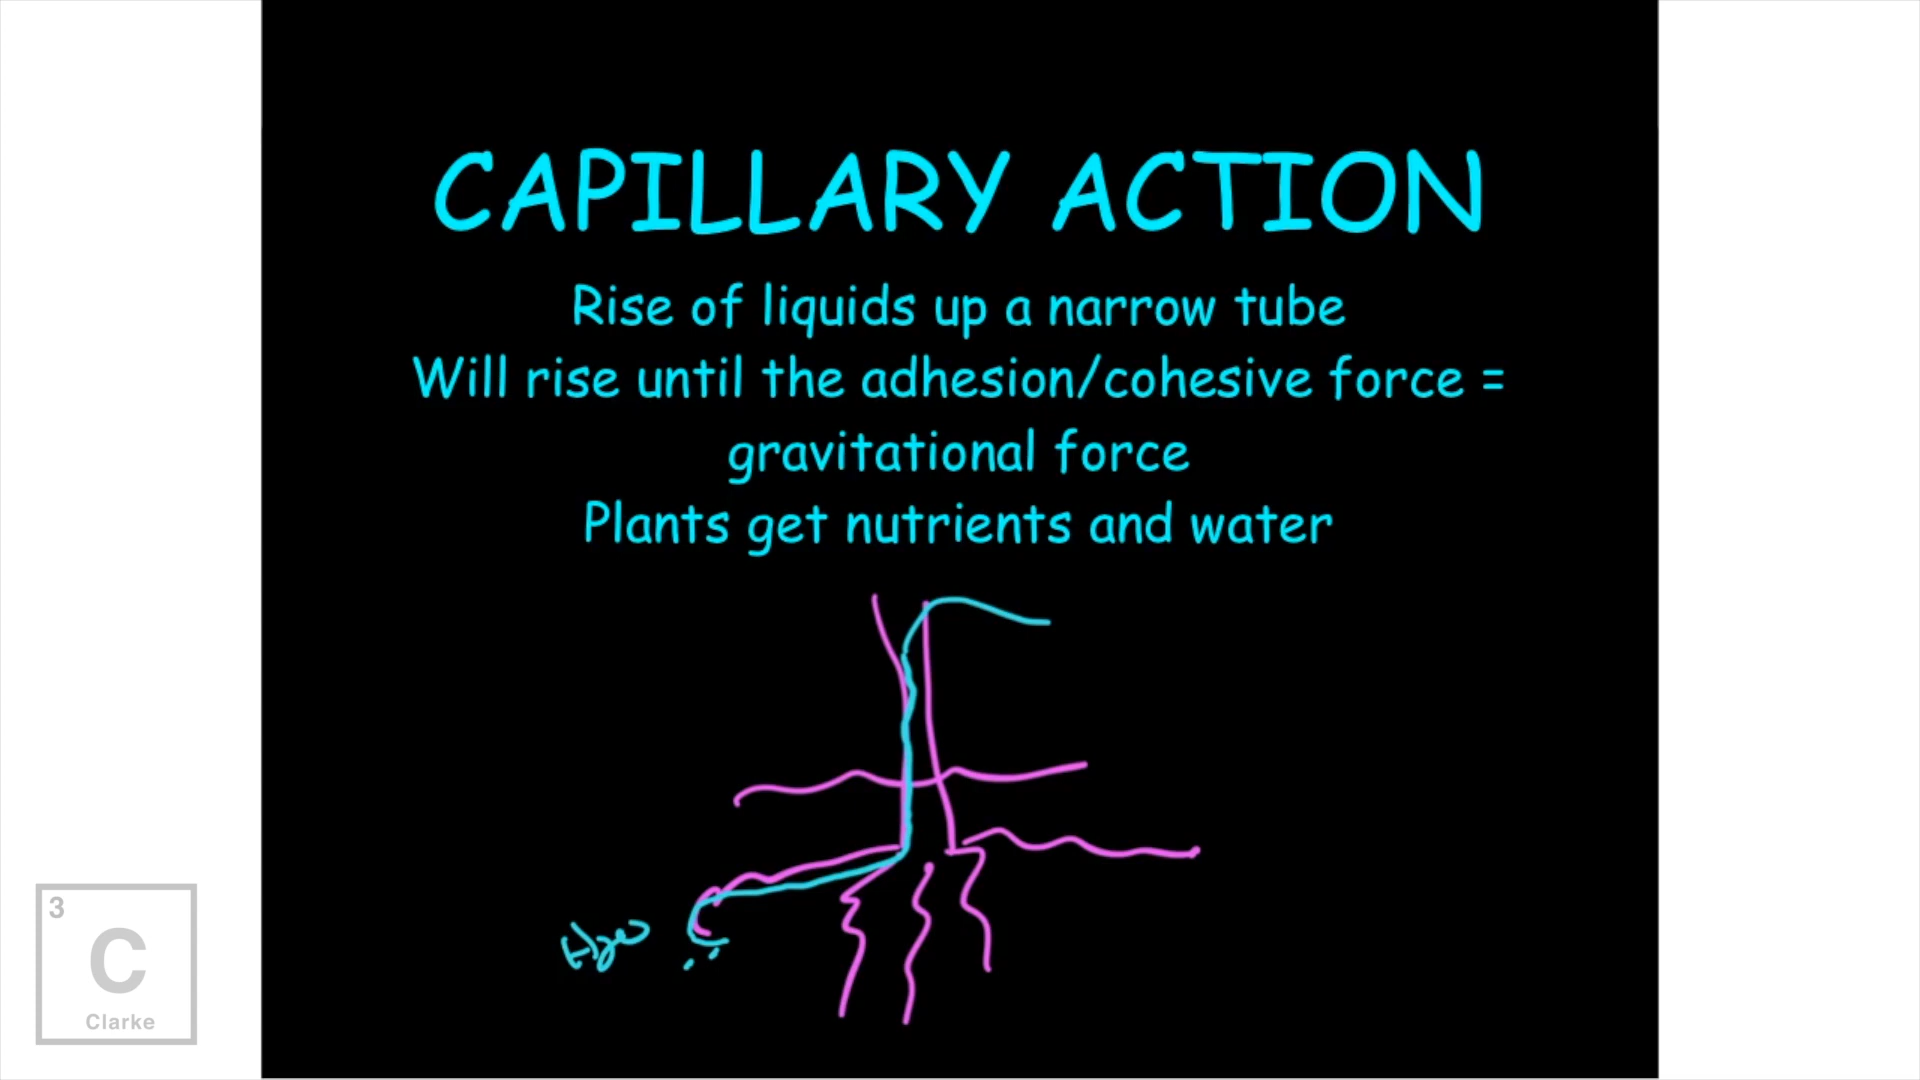 CAPILLARY ACTION
Rise of liquids up a narrow tube
Will rise until the adhesion/cohesive force =
gravitational force
Plants get nutrients and water
H2O
3
C
Clarke